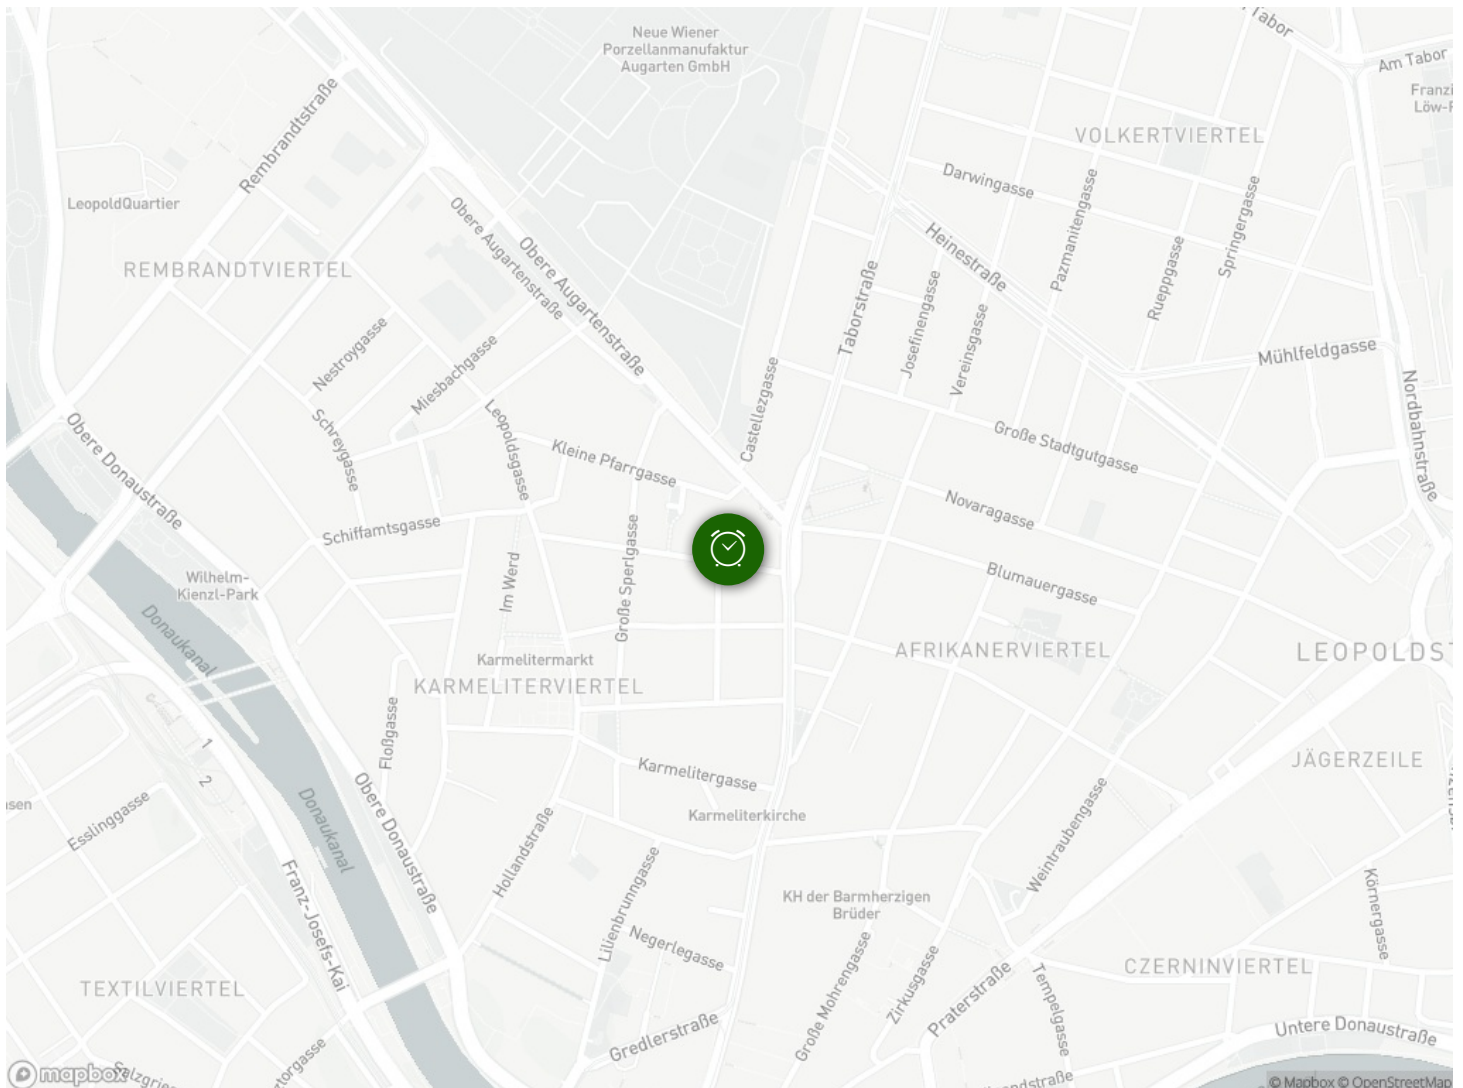 Neue Wiener
Porzellanmanufaktur
Augarten GmbH
Tabor
Am Tabor
Rembrandtstraße
VOLKERTVIERTEL
Darwingasse
LeopoldQuartier
Obere Augartenstraße
Obere Augartenstraße
Heinestraße
Pazmanitengasse
Springergasse
Rueppgasse
REMBRANDTVIERTEL
Taborstraße
Josefinengasse
Vereinsgasse
Nestroygasse
Miesbachgasse
Mühlfeldgasse
Castellezgasse
Nordbahnstraße
Schreygasse
Leopoldsgasse
Obere Donaustraße
Kleine Pfarrgasse
Große Stadtgutgasse
Novaragasse
Schiffamtsgasse
Große Sperlgasse
Im Werd
Blumauergasse
Wilhelm-
Kienzl-Park
Donaukanal
AFRIKANERVIERTEL
LEOPOLDST
Karmelitermarkt
KARMELITERVIERTEL
Floßgasse
1
2
JÄGERZEILE
Karmelitergasse
Karmeliterkirche
Esslinggasse
Donaukanal
Obere Donaustraße
Hollandstraße
Weintraubengasse
Franz-Josefs-Kai
Lilienbrunngasse
KH der Barmherzigen
Brüder
Körnergasse
Negerlegasse
Große Mohrengasse
Zirkusgasse
Praterstraße
Tempelgasse
CZERNINVIERTEL
TEXTILVIERTEL
Gredlerstraße
Untere Donaustraße
mapbox
© Mapbox © OpenStreetMap